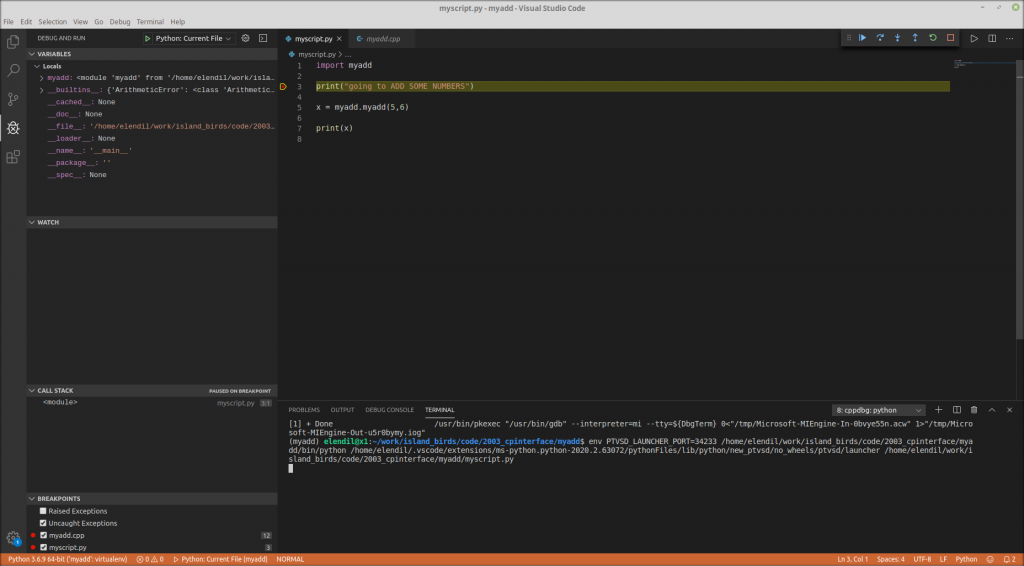 myscript.py - myadd - Visual Studio Code
File Edit Selection View Go Debug Terminal Help
DEBUG AND RUN
Python: Current File
VARIABLES
Locals
myadd: <module 'myadd' from '/home/elendil/work/isla...
__builtins__: {'ArithmeticError': <class 'Arithmetic...
__cached__: None
__doc__: None
__file__: '/home/elendil/work/island_birds/code/2003...
__loader__: None
__name__: '__main__'
__package__: ''
__spec__: None
WATCH
CALL STACK PAUSED ON BREAKPOINT
<module> myscript.py 3:1
BREAKPOINTS
Raised Exceptions
Uncaught Exceptions
myadd.cpp 12
myscript.py 3
myscript.py myadd.cpp
myscript.py > ...
1 import myadd
2
3 print("going to ADD SOME NUMBERS")
4
5 x = myadd.myadd(5,6)
6
7 print(x)
8
PROBLEMS OUTPUT DEBUG CONSOLE TERMINAL 8: cppdbg: python
[1] + Done /usr/bin/pkexec "/usr/bin/gdb" --interpreter=mi --tty=${DbgTerm} 0<"/tmp/Microsoft-MIEngine-In-0bvye55n.acw" 1>"/tmp/Micro
soft-MIEngine-Out-u5r0bymy.iog"
(myadd) elendil@x1:~/work/island_birds/code/2003_cpinterface/myadd$ env PTVSD_LAUNCHER_PORT=34233 /home/elendil/work/island_birds/code/2003_cpinterface/mya
dd/bin/python /home/elendil/.vscode/extensions/ms-python.python-2020.2.63072/pythonFiles/lib/python/new_ptvsd/no_wheels/ptvsd/launcher /home/elendil/work/i
sland_birds/code/2003_cpinterface/myadd/myscript.py
Python 3.6.9 64-bit ('myadd': virtualenv) 0 0 Python: Current File (myadd) NORMAL Ln 3, Col 1 Spaces: 4 UTF-8 LF Python 2